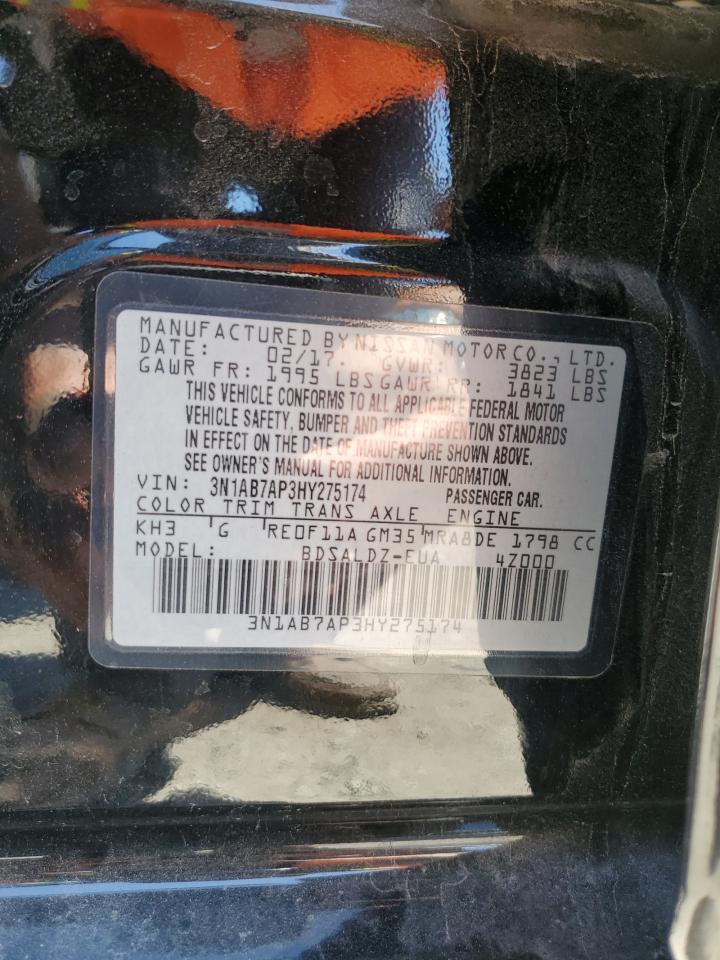 MANUFACTURED BY NISSAN MOTOR CO., LTD.
DATE: 02/17. GVWR: 3823 LBS
GAWR FR: 1995 LBS GAWR RR: 1841 LBS
THIS VEHICLE CONFORMS TO ALL APPLICABLE FEDERAL MOTOR
VEHICLE SAFETY, BUMPER AND THEFT PREVENTION STANDARDS
IN EFFECT ON THE DATE OF MANUFACTURE SHOWN ABOVE.
SEE OWNER'S MANUAL FOR ADDITIONAL INFORMATION.
VIN: 3N1AB7AP3HY275174 PASSENGER CAR.
COLOR TRIM TRANS AXLE ENGINE
KH3 G RE0F11A GM35 MRA8DE 1798 CC
MODEL: BDSALDZ-EUA 4Z000
3N1AB7AP3HY275174